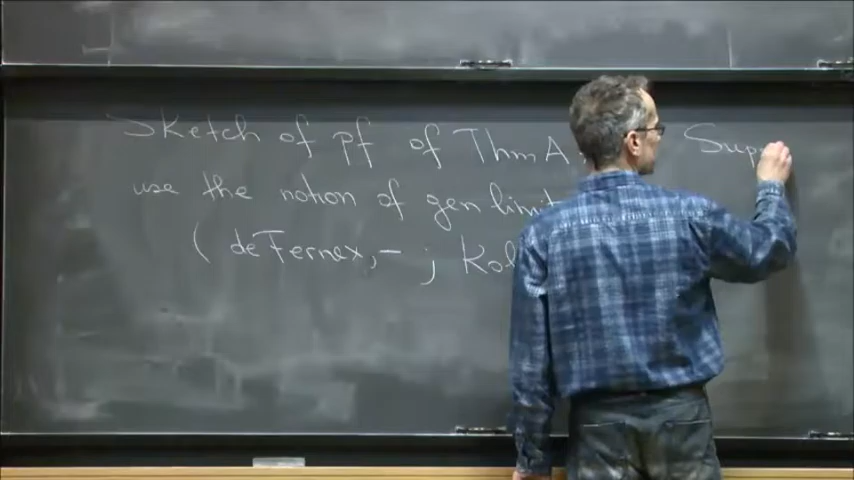 Sketch of pf of Thm A Sup
use the notion of gen limit
( deFernex, – ; Kol